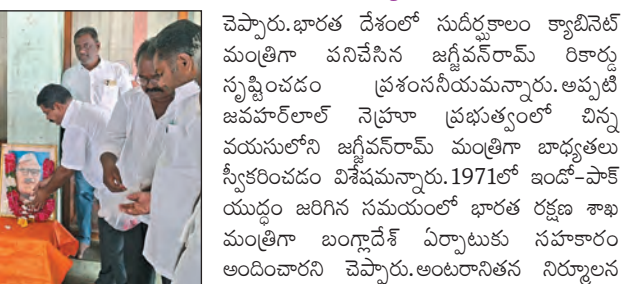 చెప్పారు.భారత దేశంలో సుదీర్ఘకాలం క్యాబినెట్
మంత్రిగా పనిచేసిన జగ్జీవన్‌రామ్ రికార్డు
సృష్టించడం ప్రశంసనీయమన్నారు.అప్పటి
జవహర్‌లాల్ నెహ్రూ ప్రభుత్వంలో చిన్న
వయసులోని జగ్జీవన్‌రామ్ మంత్రిగా బాధ్యతలు
స్వీకరించడం విశేషమన్నారు.1971లో ఇండో-పాక్
యుద్ధం జరిగిన సమయంలో భారత రక్షణ శాఖ
మంత్రిగా బంగ్లాదేశ్ ఏర్పాటుకు సహకారం
అందించారని చెప్పారు.అంటరానితన నిర్మూలన